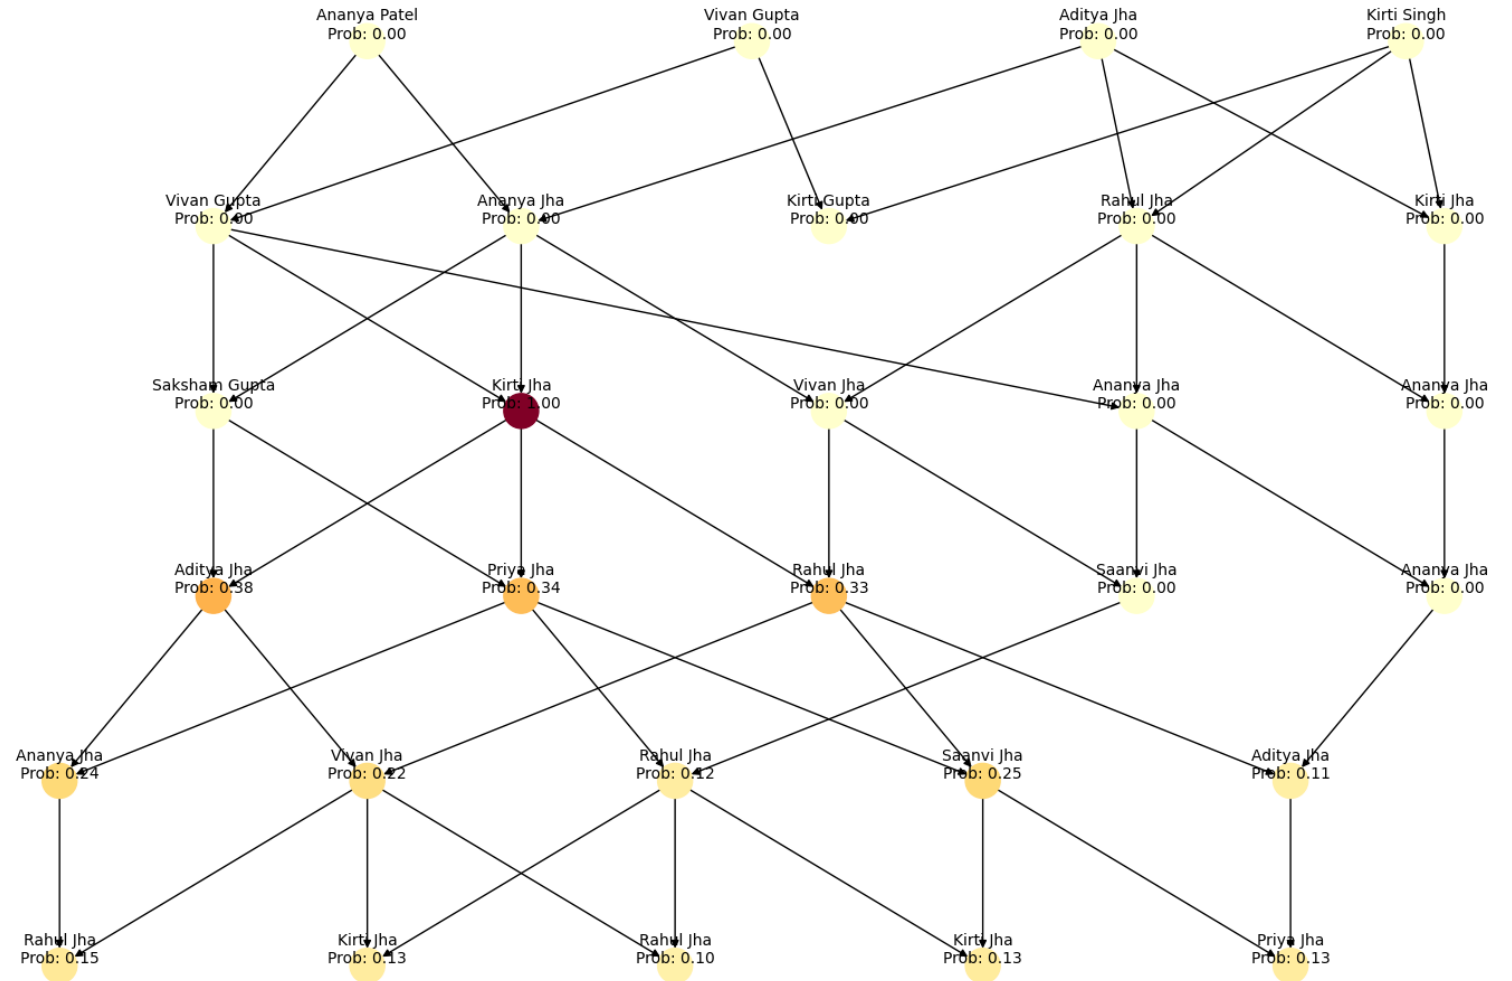 Ananya Patel
Prob: 0.00
Vivan Gupta
Prob: 0.00
Aditya Jha
Prob: 0.00
Kirti Singh
Prob: 0.00
Vivan Gupta
Prob: 0.00
Ananya Jha
Prob: 0.00
Kirti Gupta
Prob: 0.00
Rahul Jha
Prob: 0.00
Kirti Jha
Prob: 0.00
Saksham Gupta
Prob: 0.00
Kirti Jha
Prob: 1.00
Vivan Jha
Prob: 0.00
Ananya Jha
Prob: 0.00
Ananya Jha
Prob: 0.00
Aditya Jha
Prob: 0.38
Priya Jha
Prob: 0.34
Rahul Jha
Prob: 0.33
Saanvi Jha
Prob: 0.00
Ananya Jha
Prob: 0.00
Ananya Jha
Prob: 0.24
Vivan Jha
Prob: 0.22
Rahul Jha
Prob: 0.12
Saanvi Jha
Prob: 0.25
Aditya Jha
Prob: 0.11
Rahul Jha
Prob: 0.15
Kirti Jha
Prob: 0.13
Rahul Jha
Prob: 0.10
Kirti Jha
Prob: 0.13
Priya Jha
Prob: 0.13